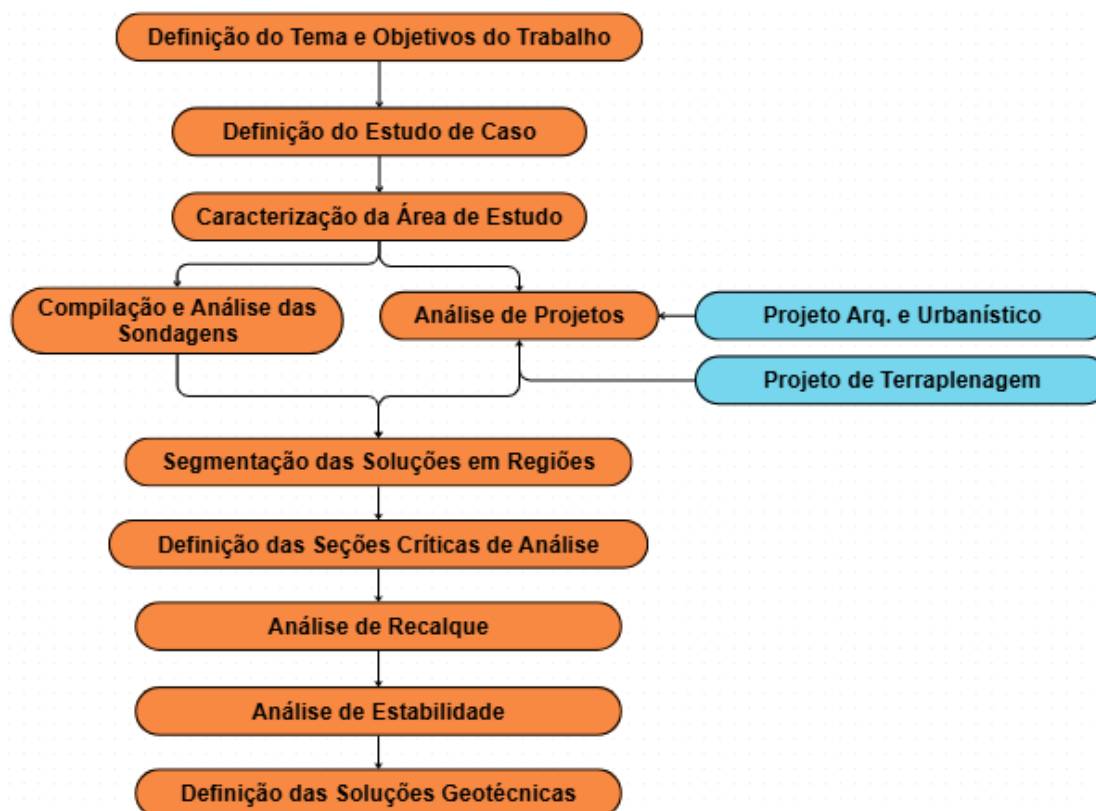 Definição do Tema e Objetivos do Trabalho
Definição do Estudo de Caso
Caracterização da Área de Estudo
Compilação e Análise das
Sondagens
Análise de Projetos
Projeto Arq. e Urbanístico
Projeto de Terraplenagem
Segmentação das Soluções em Regiões
Definição das Seções Críticas de Análise
Análise de Recalque
Análise de Estabilidade
Definição das Soluções Geotécnicas